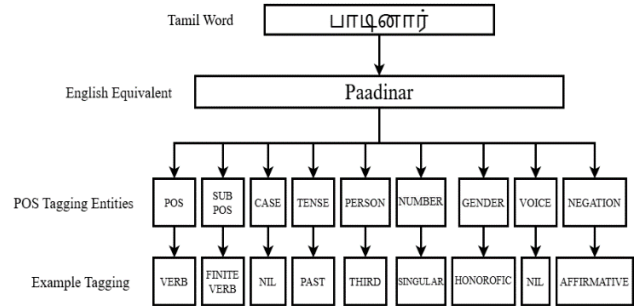 Tamil Word
பாடினார்
English Equivalent
Paadinar
POS Tagging Entities
POS
SUB
POS
CASE
TENSE
PERSON
NUMBER
GENDER
VOICE
NEGATION
Example Tagging
VERB
FINITE
VERB
NIL
PAST
THIRD
SINGULAR
HONOROFIC
NIL
AFFIRMATIVE